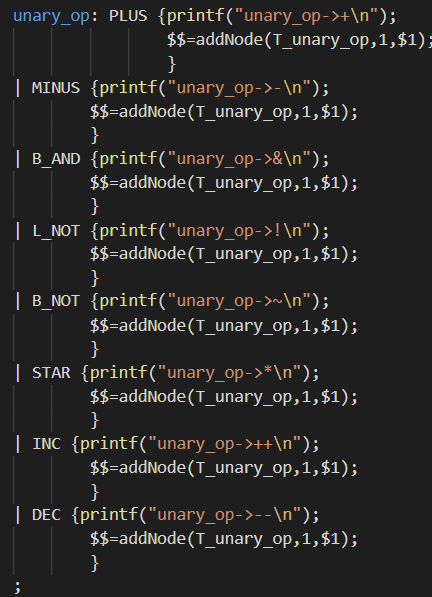 unary_op: PLUS {printf("unary_op->+\n");
$$=addNode(T_unary_op,1,$1);
}
| MINUS {printf("unary_op->-\n");
$$=addNode(T_unary_op,1,$1);
}
| B_AND {printf("unary_op->&\n");
$$=addNode(T_unary_op,1,$1);
}
| L_NOT {printf("unary_op->!\n");
$$=addNode(T_unary_op,1,$1);
}
| B_NOT {printf("unary_op->~\n");
$$=addNode(T_unary_op,1,$1);
}
| STAR {printf("unary_op->*\n");
$$=addNode(T_unary_op,1,$1);
}
| INC {printf("unary_op->++\n");
$$=addNode(T_unary_op,1,$1);
}
| DEC {printf("unary_op->--\n");
$$=addNode(T_unary_op,1,$1);
}
;